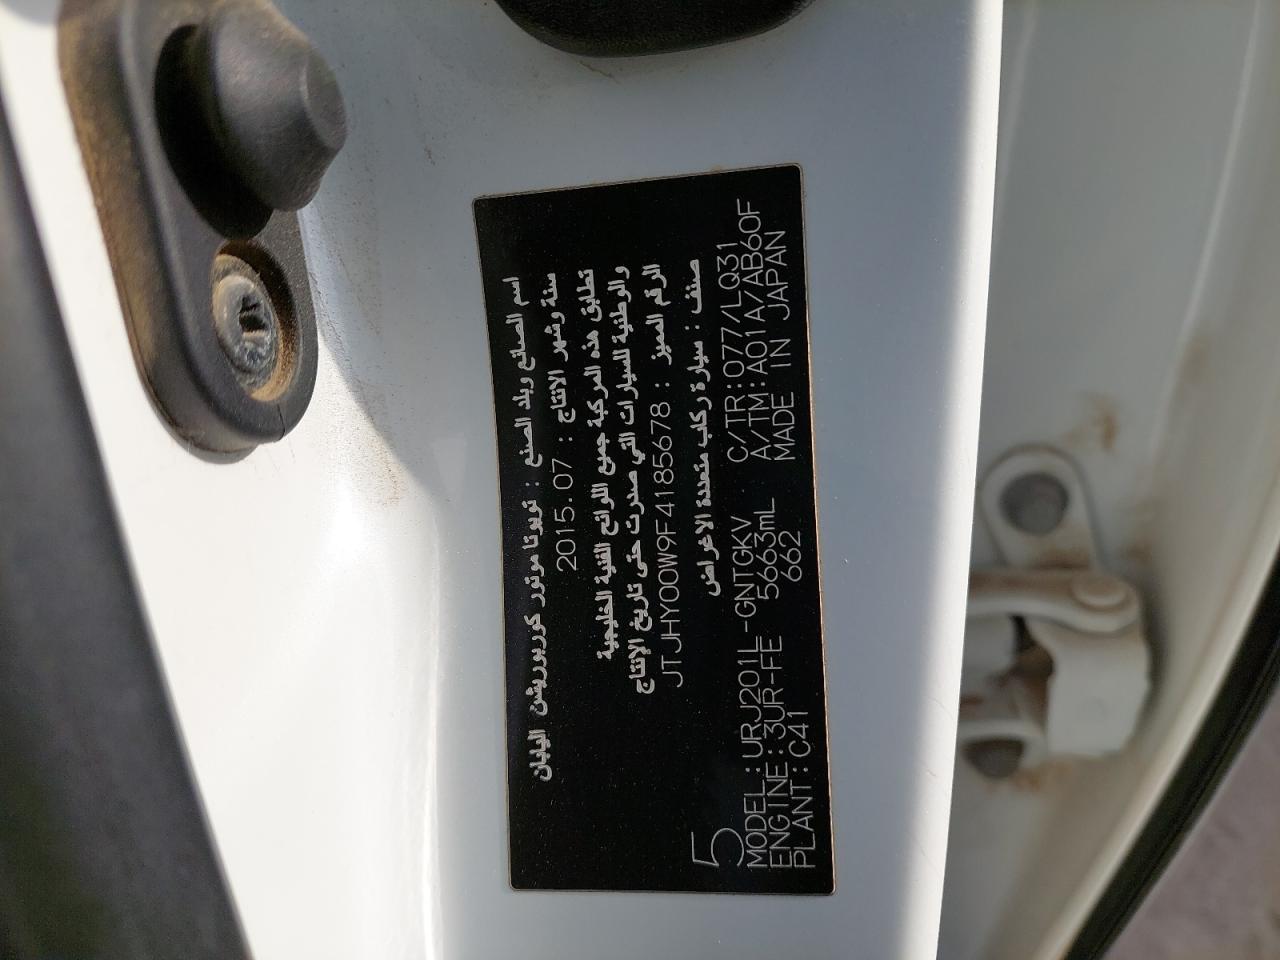 اسم الصانع وبلد الصنع : تويوتا موتور كوربوريشن اليابان
سنة وشهر الانتاج : 2015.07
تطابق هذه المركبة جميع اللوائح الفنية الخليجية
والوطنية للسيارات التي صدرت حتى تاريخ الإنتاج
الرقم المميز : JTJHY00W9F4185678
صنف : سيارة ركاب متعددة الاغراض
5
MODEL:URJ201L-GNTGKV C/TR:077/LQ31
ENGINE:3UR-FE 5663mL A/TM:A01A/AB60F
PLANT:C41 662 MADE IN JAPAN